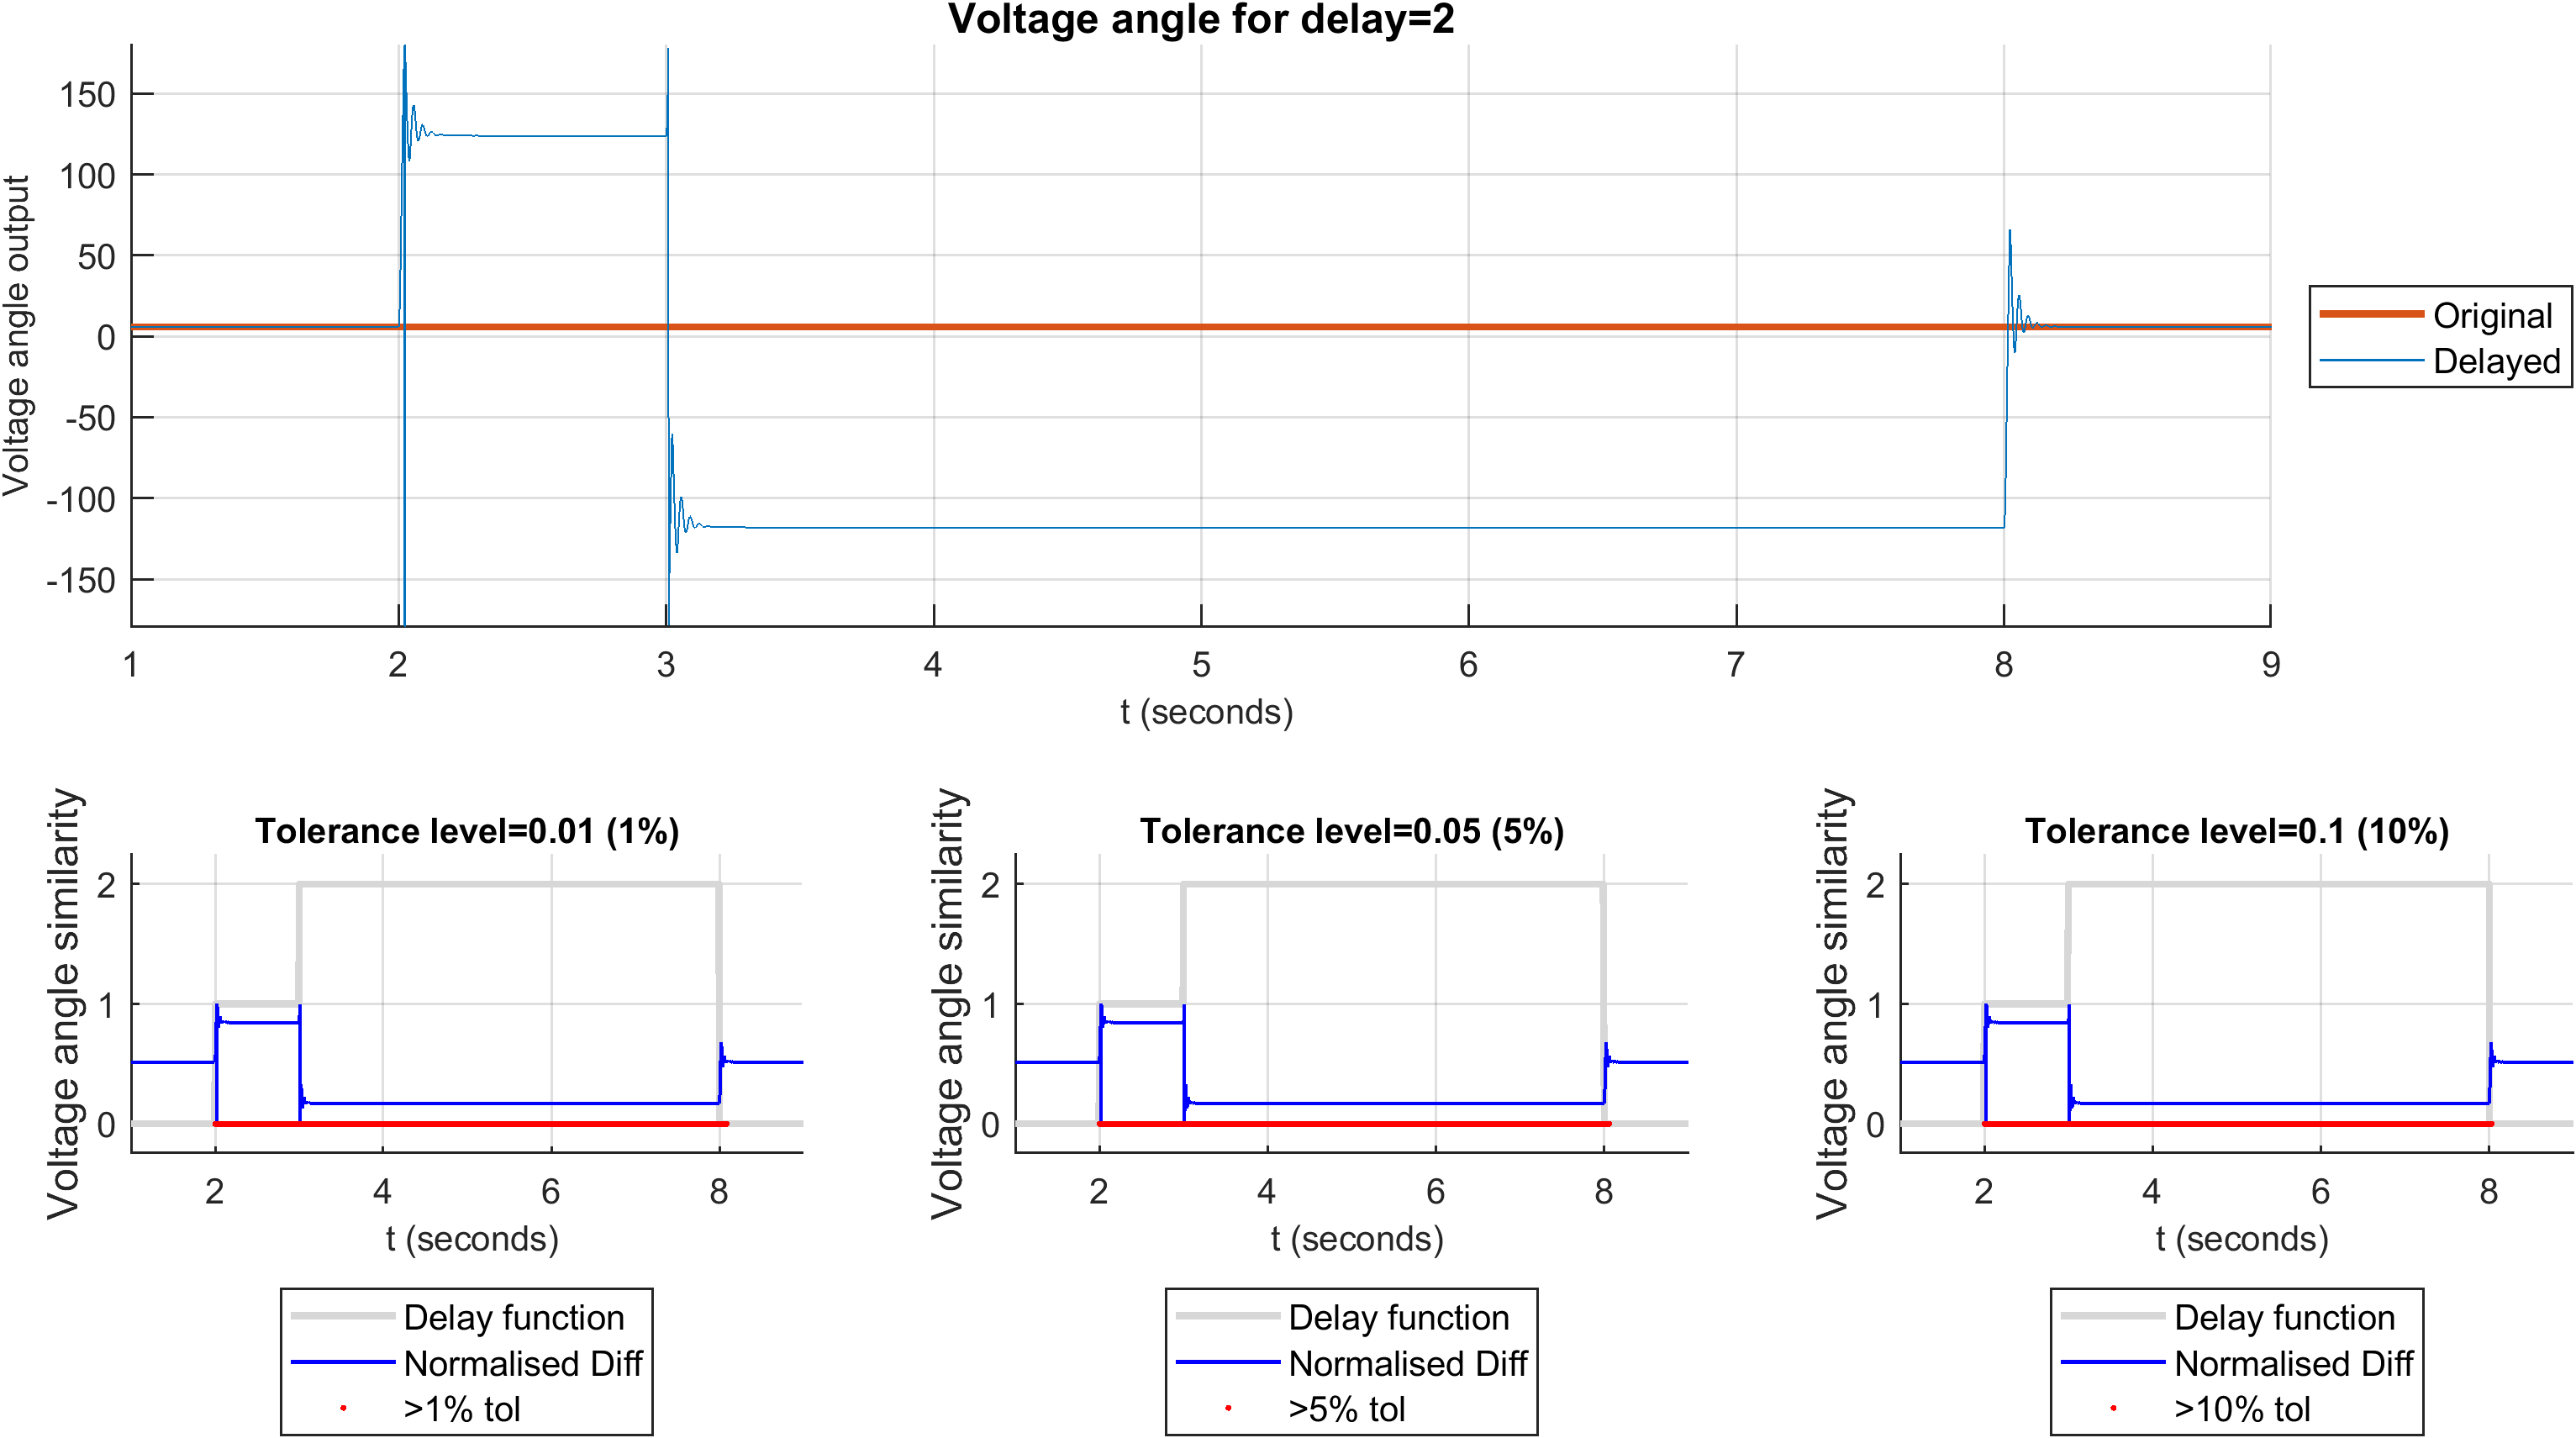 Voltage angle for delay=2
Voltage angle output
150
100
50
0
-50
-100
-150
1 2 3 4 5 6 7 8 9
t (seconds)
Original
Delayed
Tolerance level=0.01 (1%)
Voltage angle similarity
2
1
0
2 4 6 8
t (seconds)
Delay function
Normalised Diff
>1% tol
Tolerance level=0.05 (5%)
Voltage angle similarity
2
1
0
2 4 6 8
t (seconds)
Delay function
Normalised Diff
>5% tol
Tolerance level=0.1 (10%)
Voltage angle similarity
2
1
0
2 4 6 8
t (seconds)
Delay function
Normalised Diff
>10% tol